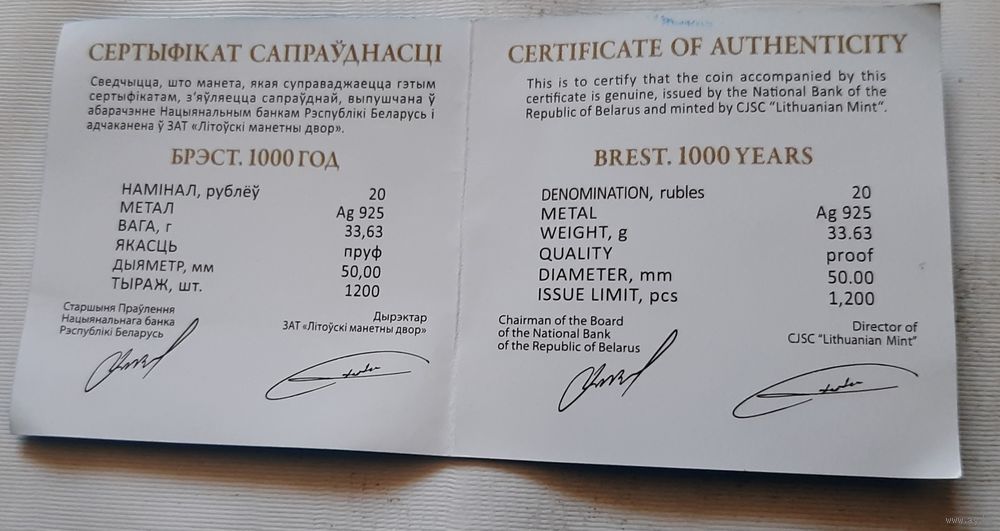 СЕРТЫФІКАТ САПРАЎДНАСЦІ
Сведчыцца, што манета, якая суправаджаецца гэтым
сертыфікатам, з’яўляецца сапраўднай, выпушчана ў
абарачэнне Нацыянальным банкам Рэспублікі Беларусь і
адчаканена ў ЗАТ «Літоўскі манетны двор».
БРЭСТ. 1000 ГОД
НАМІНАЛ, рублёў 20
МЕТАЛ Ag 925
ВАГА, г 33,63
ЯКАСЦЬ пруф
ДЫЯМЕТР, мм 50,00
ТЫРАЖ, шт. 1200
Старшыня Праўлення
Нацыянальнага банка
Рэспублікі Беларусь
Дырэктар
ЗАТ «Літоўскі манетны двор»
CERTIFICATE OF AUTHENTICITY
This is to certify that the coin accompanied by this
certificate is genuine, issued by the National Bank of the
Republic of Belarus and minted by CJSC “Lithuanian Mint“.
BREST. 1000 YEARS
DENOMINATION, rubles 20
METAL Ag 925
WEIGHT, g 33.63
QUALITY proof
DIAMETER, mm 50.00
ISSUE LIMIT, pcs 1,200
Chairman of the Board
of the National Bank
of the Republic of Belarus
Director of
CJSC “Lithuanian Mint”